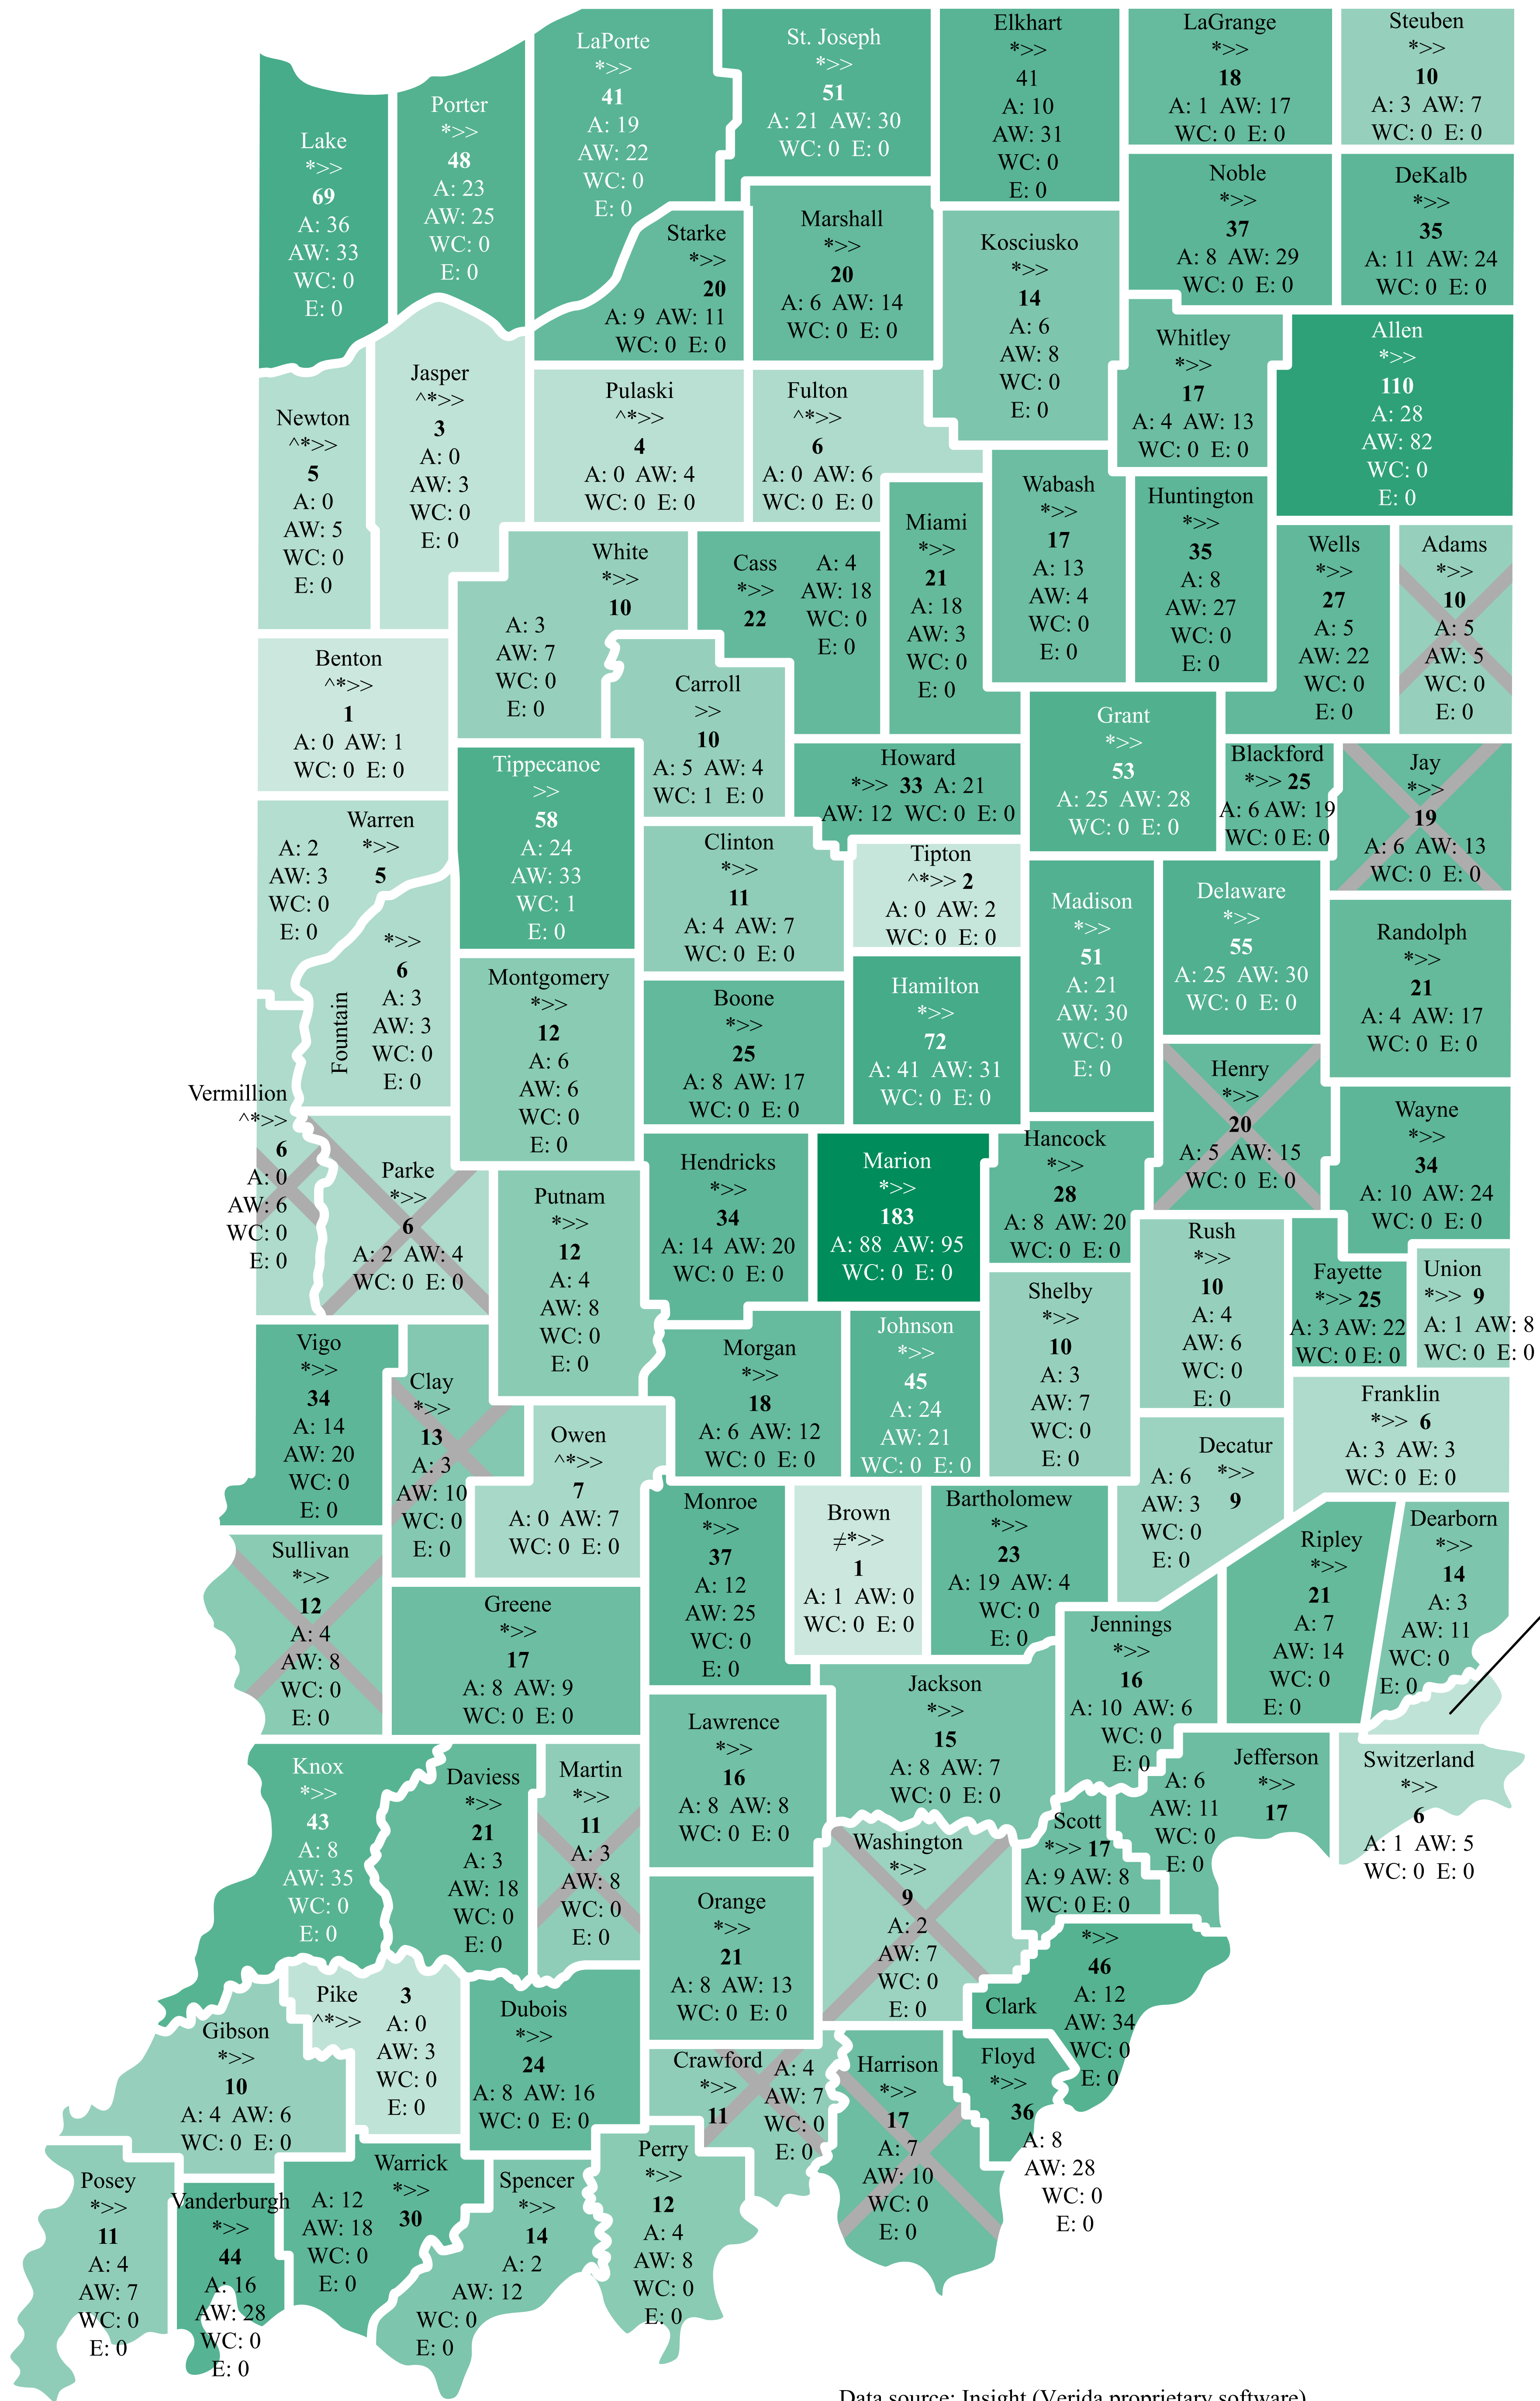 LaPorte
*>>
41
A: 19
AW: 22
WC: 0
E: 0
St. Joseph
*>>
51
A: 21 AW: 30
WC: 0 E: 0
Elkhart
*>>
41
A: 10
AW: 31
WC: 0
E: 0
LaGrange
*>>
18
A: 1 AW: 17
WC: 0 E: 0
Steuben
*>>
10
A: 3 AW: 7
WC: 0 E: 0
Lake
*>>
69
A: 36
AW: 33
WC: 0
E: 0
Porter
*>>
48
A: 23
AW: 25
WC: 0
E: 0
Starke
*>>
20
A: 9 AW: 11
WC: 0 E: 0
Marshall
*>>
20
A: 6 AW: 14
WC: 0 E: 0
Kosciusko
*>>
14
A: 6
AW: 8
WC: 0
E: 0
Noble
*>>
37
A: 8 AW: 29
WC: 0 E: 0
DeKalb
*>>
35
A: 11 AW: 24
WC: 0 E: 0
Whitley
*>>
17
A: 4 AW: 13
WC: 0 E: 0
Allen
*>>
110
A: 28
AW: 82
WC: 0
E: 0
Newton
^*>>
5
A: 0
AW: 5
WC: 0
E: 0
Jasper
^*>>
3
A: 0
AW: 3
WC: 0
E: 0
Pulaski
^*>>
4
A: 0 AW: 4
WC: 0 E: 0
Fulton
^*>>
6
A: 0 AW: 6
WC: 0 E: 0
Miami
*>>
21
A: 18
AW: 3
WC: 0
E: 0
Wabash
*>>
17
A: 13
AW: 4
WC: 0
E: 0
Huntington
*>>
35
A: 8
AW: 27
WC: 0
E: 0
Wells
*>>
27
A: 5
AW: 22
WC: 0
E: 0
Adams
*>>
10
A: 5
AW: 5
WC: 0
E: 0
White
*>>
10
A: 3
AW: 7
WC: 0
E: 0
Cass
*>>
22
A: 4
AW: 18
WC: 0
E: 0
Benton
^*>>
1
A: 0 AW: 1
WC: 0 E: 0
Carroll
>>
10
A: 5 AW: 4
WC: 1 E: 0
Tippecanoe
>>
58
A: 24
AW: 33
WC: 1
E: 0
Howard
*>> 33 A: 21
AW: 12 WC: 0 E: 0
Grant
*>>
53
A: 25 AW: 28
WC: 0 E: 0
Blackford
*>> 25
A: 6 AW: 19
WC: 0 E: 0
Jay
*>>
19
A: 6 AW: 13
WC: 0 E: 0
Warren
*>>
5
A: 2
AW: 3
WC: 0
E: 0
Clinton
*>>
11
A: 4 AW: 7
WC: 0 E: 0
Tipton
^*>> 2
A: 0 AW: 2
WC: 0 E: 0
Madison
*>>
51
A: 21
AW: 30
WC: 0
E: 0
Delaware
*>>
55
A: 25 AW: 30
WC: 0 E: 0
Randolph
*>>
21
A: 4 AW: 17
WC: 0 E: 0
Fountain
*>>
6
A: 3
AW: 3
WC: 0
E: 0
Montgomery
*>>
12
A: 6
AW: 6
WC: 0
E: 0
Boone
*>>
25
A: 8 AW: 17
WC: 0 E: 0
Hamilton
*>>
72
A: 41 AW: 31
WC: 0 E: 0
Henry
*>>
20
A: 5 AW: 15
WC: 0 E: 0
Wayne
*>>
34
A: 10 AW: 24
WC: 0 E: 0
Vermillion
^*>>
6
A: 0
AW: 6
WC: 0
E: 0
Parke
*>>
6
A: 2 AW: 4
WC: 0 E: 0
Putnam
*>>
12
A: 4
AW: 8
WC: 0
E: 0
Hendricks
*>>
34
A: 14 AW: 20
WC: 0 E: 0
Marion
*>>
183
A: 88 AW: 95
WC: 0 E: 0
Hancock
*>>
28
A: 8 AW: 20
WC: 0 E: 0
Rush
*>>
10
A: 4
AW: 6
WC: 0
E: 0
Fayette
*>> 25
A: 3 AW: 22
WC: 0 E: 0
Union
*>> 9
A: 1 AW: 8
WC: 0 E: 0
Shelby
*>>
10
A: 3
AW: 7
WC: 0
E: 0
Vigo
*>>
34
A: 14
AW: 20
WC: 0
E: 0
Clay
*>>
13
A: 3
AW: 10
WC: 0
E: 0
Owen
^*>>
7
A: 0 AW: 7
WC: 0 E: 0
Morgan
*>>
18
A: 6 AW: 12
WC: 0 E: 0
Johnson
*>>
45
A: 24
AW: 21
WC: 0 E: 0
Franklin
*>> 6
A: 3 AW: 3
WC: 0 E: 0
Decatur
*>>
9
A: 6
AW: 3
WC: 0
E: 0
Monroe
*>>
37
A: 12
AW: 25
WC: 0
E: 0
Brown
≠*>>
1
A: 1 AW: 0
WC: 0 E: 0
Bartholomew
*>>
23
A: 19 AW: 4
WC: 0
E: 0
Ripley
*>>
21
A: 7
AW: 14
WC: 0
E: 0
Dearborn
*>>
14
A: 3
AW: 11
WC: 0
E: 0
Sullivan
*>>
12
A: 4
AW: 8
WC: 0
E: 0
Greene
*>>
17
A: 8 AW: 9
WC: 0 E: 0
Jennings
*>>
16
A: 10 AW: 6
WC: 0
E: 0
Jackson
*>>
15
A: 8 AW: 7
WC: 0 E: 0
Lawrence
*>>
16
A: 8 AW: 8
WC: 0 E: 0
Jefferson
*>>
17
A: 6
AW: 11
WC: 0
E: 0
Switzerland
*>>
6
A: 1 AW: 5
WC: 0 E: 0
Knox
*>>
43
A: 8
AW: 35
WC: 0
E: 0
Daviess
*>>
21
A: 3
AW: 18
WC: 0
E: 0
Martin
*>>
11
A: 3
AW: 8
WC: 0
E: 0
Washington
*>>
9
A: 2
AW: 7
WC: 0
E: 0
Scott
*>> 17
A: 9 AW: 8
WC: 0 E: 0
Orange
*>>
21
A: 8 AW: 13
WC: 0 E: 0
Clark
*>>
46
A: 12
AW: 34
WC: 0
E: 0
Pike
^*>>
3
A: 0
AW: 3
WC: 0
E: 0
Gibson
*>>
10
A: 4 AW: 6
WC: 0 E: 0
Dubois
*>>
24
A: 8 AW: 16
WC: 0 E: 0
Crawford
*>>
11
A: 4
AW: 7
WC: 0
E: 0
Harrison
*>>
17
A: 7
AW: 10
WC: 0
E: 0
Floyd
*>>
36
A: 8
AW: 28
WC: 0
E: 0
Posey
*>>
11
A: 4
AW: 7
WC: 0
E: 0
Vanderburgh
*>>
44
A: 16
AW: 28
WC: 0
E: 0
Warrick
*>>
30
A: 12
AW: 18
WC: 0
E: 0
Spencer
*>>
14
A: 2
AW: 12
WC: 0
E: 0
Perry
*>>
12
A: 4
AW: 8
WC: 0
E: 0
Data source: Insight (Verida proprietary software)